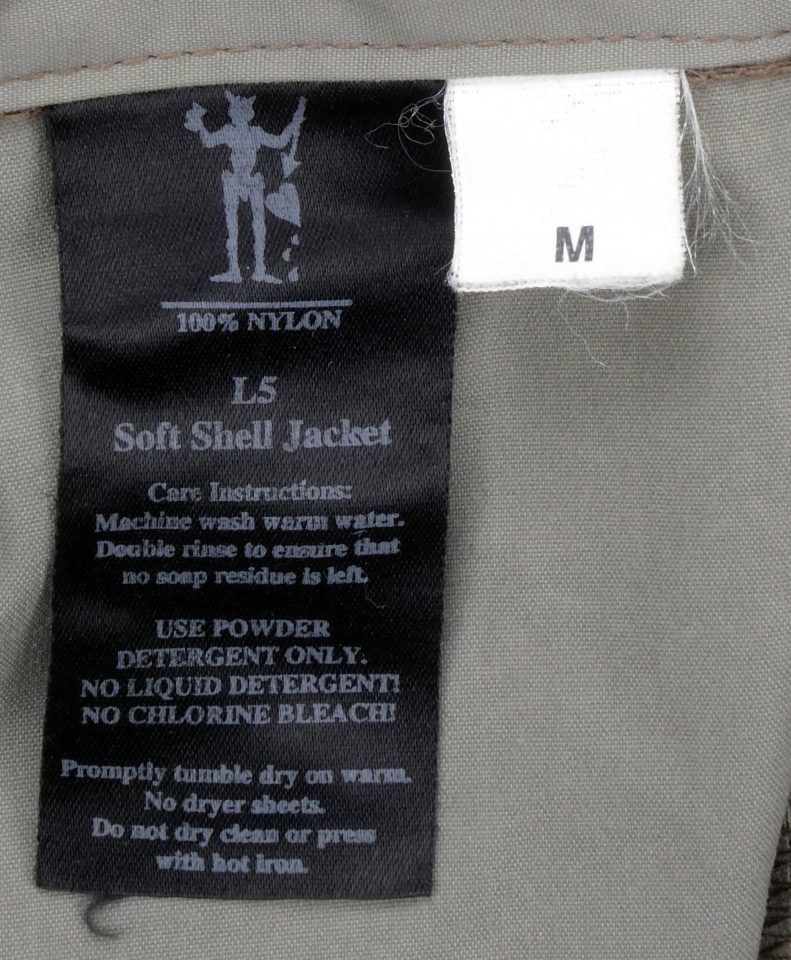 M
100% NYLON
L5
Soft Shell Jacket
Care Instructions:
Machine wash warm water.
Double rinse to ensure that
no soap residue is left.
USE POWDER
DETERGENT ONLY.
NO LIQUID DETERGENT!
NO CHLORINE BLEACH!
Promptly tumble dry on warm.
No dryer sheets.
Do not dry clean or press
with hot iron.